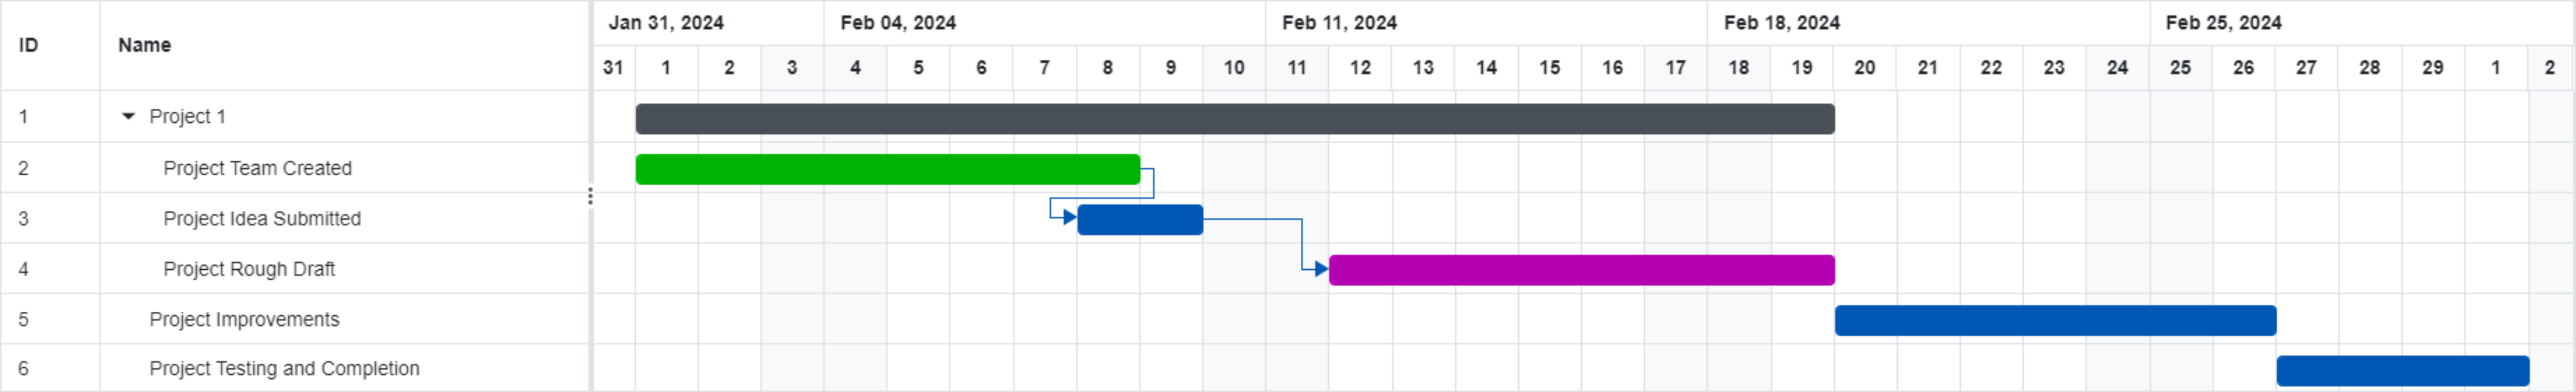 ID Name Jan 31, 2024 Feb 04, 2024 Feb 11, 2024 Feb 18, 2024 Feb 25, 2024
31 1 2 3 4 5 6 7 8 9 10 11 12 13 14 15 16 17 18 19 20 21 22 23 24 25 26 27 28 29 1 2
1 Project 1
2 Project Team Created
3 Project Idea Submitted
4 Project Rough Draft
5 Project Improvements
6 Project Testing and Completion